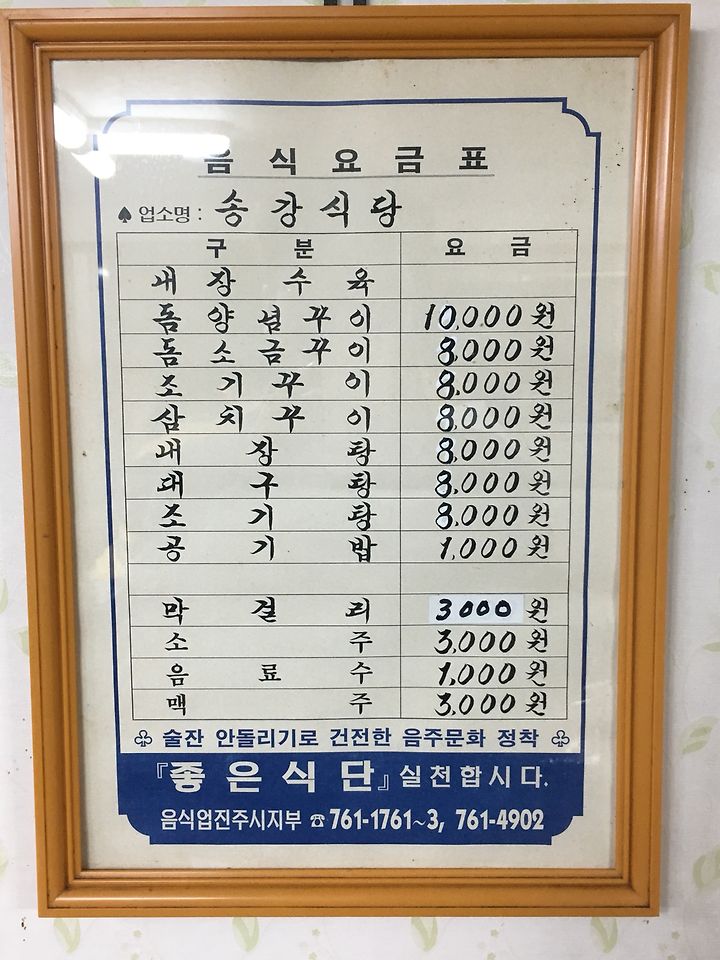 음식요금표
♠ 업소명 : 송강식당
구 분 요 금
내 장 수 육
돔 양 념 꾸 이 10,000원
돔 소 금 꾸 이 8,000원
조 기 꾸 이 8,000원
삼 치 꾸 이 8,000원
내 장 탕 8,000원
대 구 탕 8,000원
조 기 탕 8,000원
공 기 밥 1,000원
막 걸 리 3000원
소 주 3,000원
음 료 수 1,000원
맥 주 3,000원
♧ 술잔 안돌리기로 건전한 음주문화 정착 ♧
『좋은식단』실천합시다.
음식업진주시지부 ☎ 761-1761~3, 761-4902